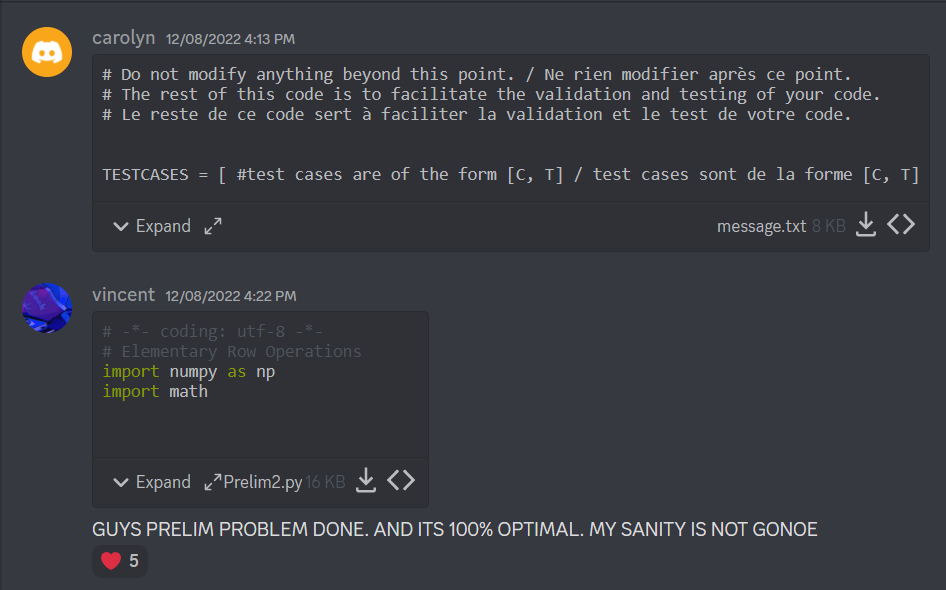 carolyn 12/08/2022 4:13 PM
# Do not modify anything beyond this point. / Ne rien modifier après ce point.
# The rest of this code is to facilitate the validation and testing of your code.
# Le reste de ce code sert à faciliter la validation et le test de votre code.
TESTCASES = [ #test cases are of the form [C, T] / test cases sont de la forme [C, T]
Expand message.txt 8 KB
vincent 12/08/2022 4:22 PM
# -*- coding: utf-8 -*-
# Elementary Row Operations
import numpy as np
import math
Expand Prelim2.py 16 KB
GUYS PRELIM PROBLEM DONE. AND ITS 100% OPTIMAL. MY SANITY IS NOT GONOE
5